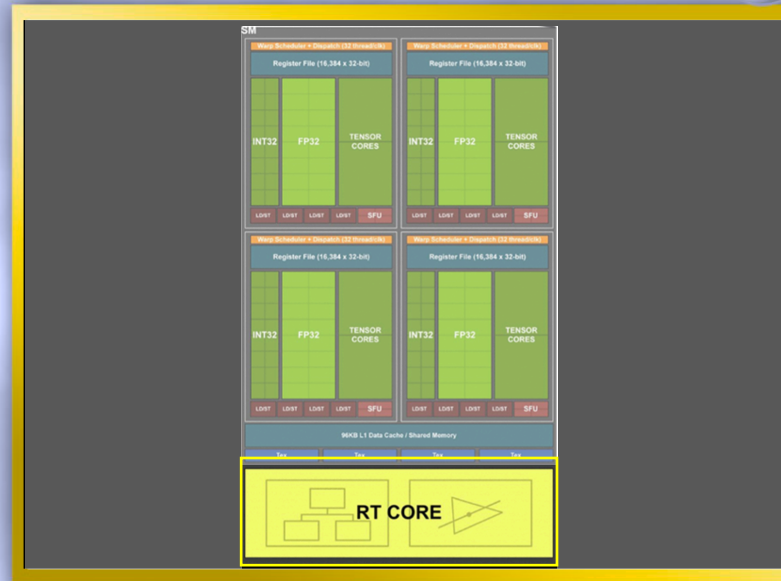 SM
Warp Scheduler + Dispatch (32 thread/clk)
Register File (16,384 x 32-bit)
INT32 FP32 TENSOR CORES
LD/ST LD/ST LD/ST LD/ST SFU
Warp Scheduler + Dispatch (32 thread/clk)
Register File (16,384 x 32-bit)
INT32 FP32 TENSOR CORES
LD/ST LD/ST LD/ST LD/ST SFU
Warp Scheduler + Dispatch (32 thread/clk)
Register File (16,384 x 32-bit)
INT32 FP32 TENSOR CORES
LD/ST LD/ST LD/ST LD/ST SFU
Warp Scheduler + Dispatch (32 thread/clk)
Register File (16,384 x 32-bit)
INT32 FP32 TENSOR CORES
LD/ST LD/ST LD/ST LD/ST SFU
96KB L1 Data Cache / Shared Memory
Tex Tex Tex Tex
RT CORE